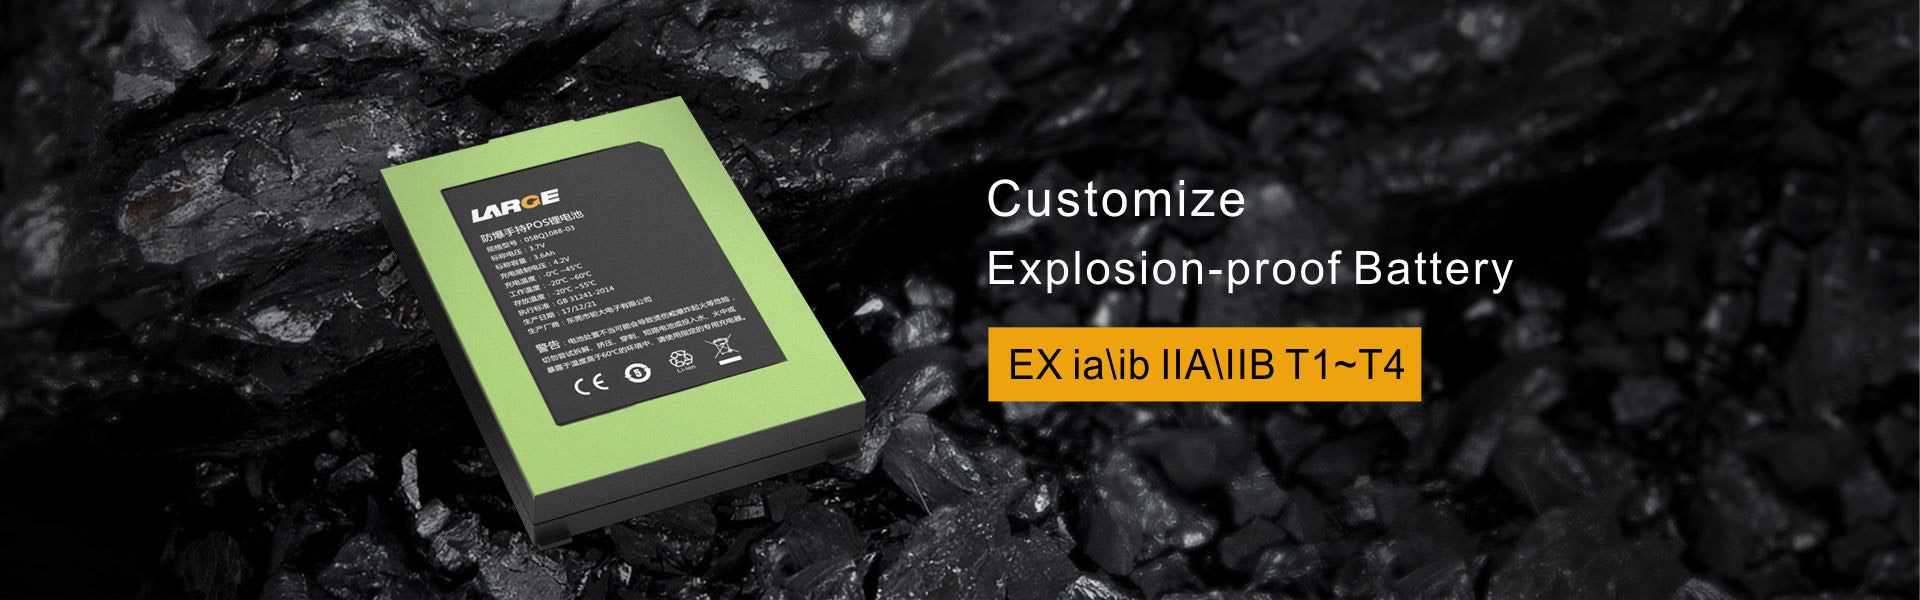 LARGE
防爆手持POS锂电池
规格型号：05BQ1088-03
标称电压：3.7V
标称容量：3.6Ah
充电限制电压：4.2V
充电温度：-0℃~45℃
工作温度：-20℃~60℃
存放温度：-20℃~55℃
执行标准：GB 31241-2014
生产日期：17/12/21
生产厂商：东莞市钜大电子有限公司
警告：电池处置不当可能会导致烫伤或爆炸起火等危险，
切勿尝试拆解、挤压、穿刺、短路电池或投入水、火中或
暴露于温度高于60℃的环境中、请使用指定的专用充电器。
CE
Li-ion
Customize
Explosion-proof Battery
EX ia\ib IIA\IIB T1~T4